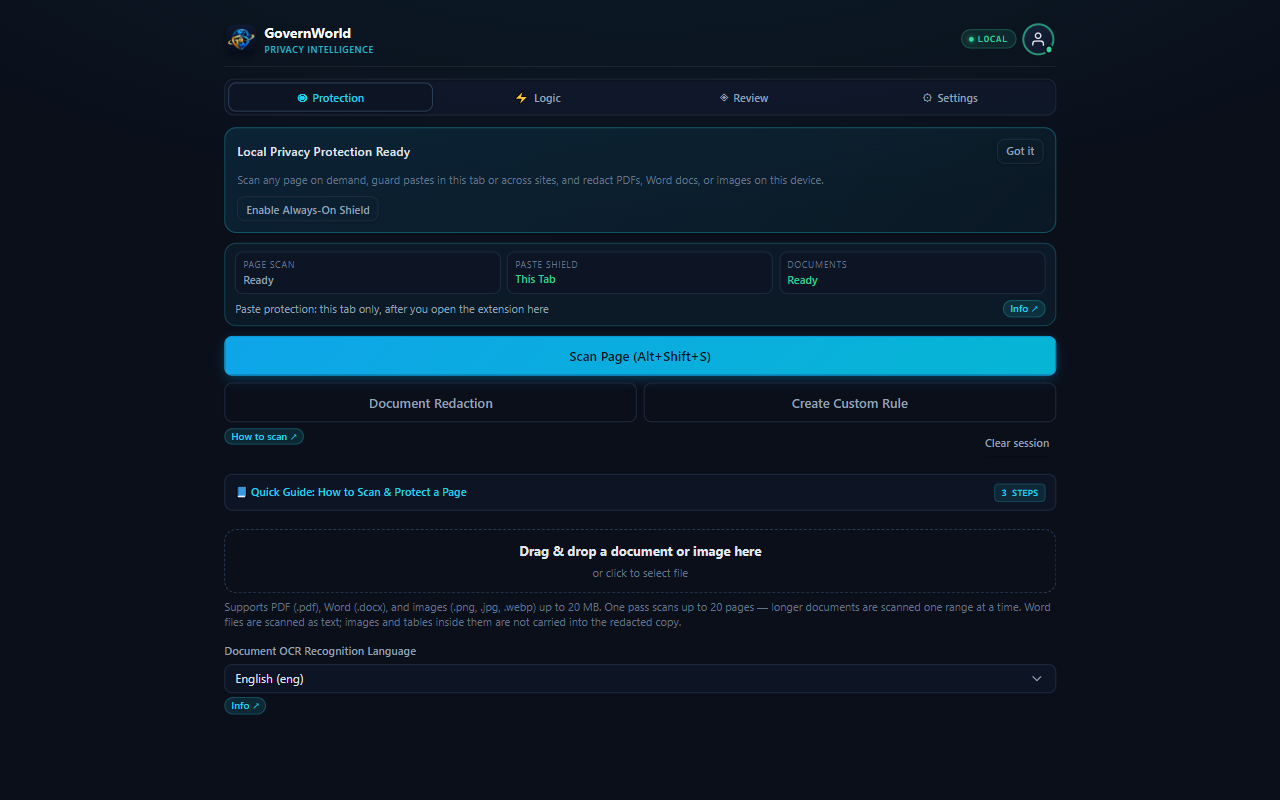 GovernWorld
PRIVACY INTELLIGENCE
LOCAL
Protection
Logic
Review
Settings
Local Privacy Protection Ready
Got it
Scan any page on demand, guard pastes in this tab or across sites, and redact PDFs, Word docs, or images on this device.
Enable Always-On Shield
PAGE SCAN
Ready
PASTE SHIELD
This Tab
DOCUMENTS
Ready
Paste protection: this tab only, after you open the extension here
Info ↗
Scan Page (Alt+Shift+S)
Document Redaction
Create Custom Rule
How to scan ↗
Clear session
Quick Guide: How to Scan & Protect a Page
3 STEPS
Drag & drop a document or image here
or click to select file
Supports PDF (.pdf), Word (.docx), and images (.png, .jpg, .webp) up to 20 MB. One pass scans up to 20 pages — longer documents are scanned one range at a time. Word
files are scanned as text; images and tables inside them are not carried into the redacted copy.
Document OCR Recognition Language
English (eng)
Info ↗